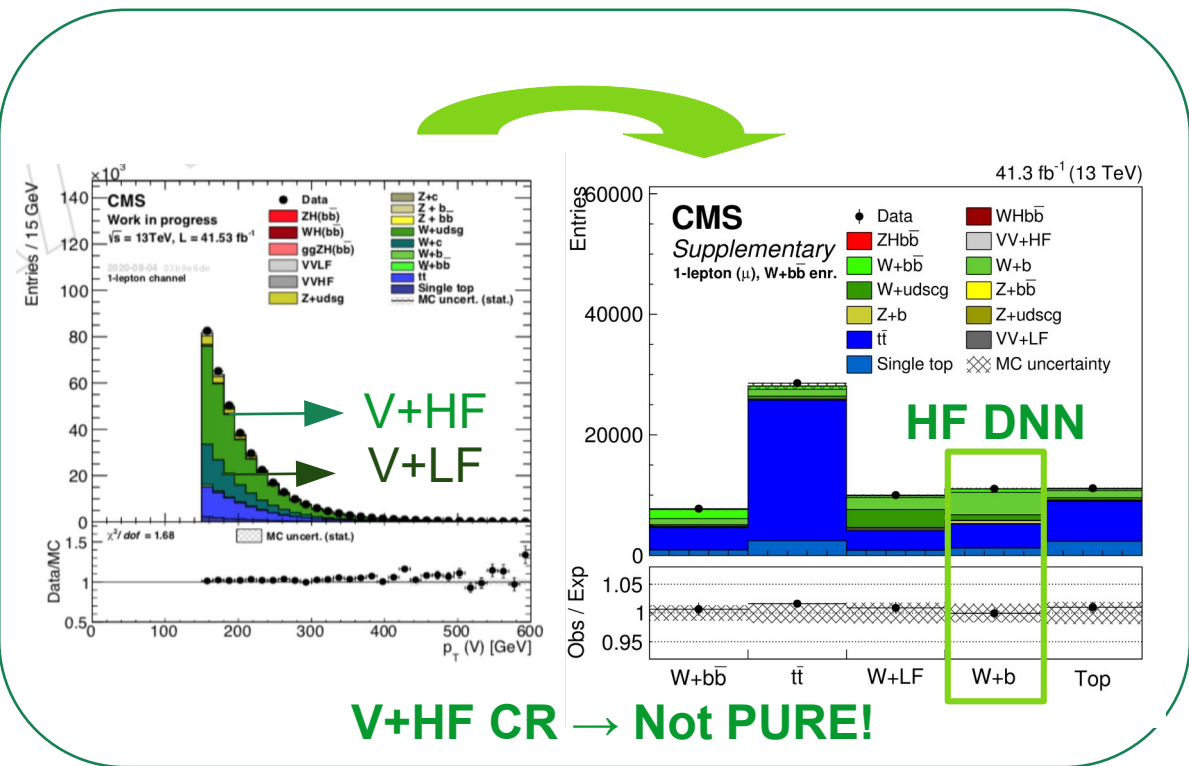 ×10³
Entries / 15 GeV
140
120
100
80
60
40
20
0
CMS
Work in progress
√s = 13TeV, L = 41.53 fb⁻¹
2020-08-04
1-lepton channel
Data
ZH(bb̅)
WH(bb̅)
ggZH(bb̅)
VVLF
VVHF
Z+udsg
Z+c
Z + b
Z + bb̅
W+udsg
W+c
W+b
W+bb̅
tt̅
Single top
MC uncert. (stat.)
V+HF
V+LF
χ²/ dof = 1.68
MC uncert. (stat.)
Data/MC
1.5
1
0.5
0
100
200
300
400
500
600
p_T (V) [GeV]
41.3 fb⁻¹ (13 TeV)
Entries
60000
40000
20000
0
CMS
Supplementary
1-lepton (μ), W+bb̅ enr.
Data
ZHbb̅
W+bb̅
W+udscg
Z+b
tt̅
Single top
WHbb̅
VV+HF
W+b
Z+bb̅
Z+udscg
VV+LF
MC uncertainty
HF DNN
Obs / Exp
1.05
1
0.95
W+bb̅
tt̅
W+LF
W+b
Top
V+HF CR → Not PURE!